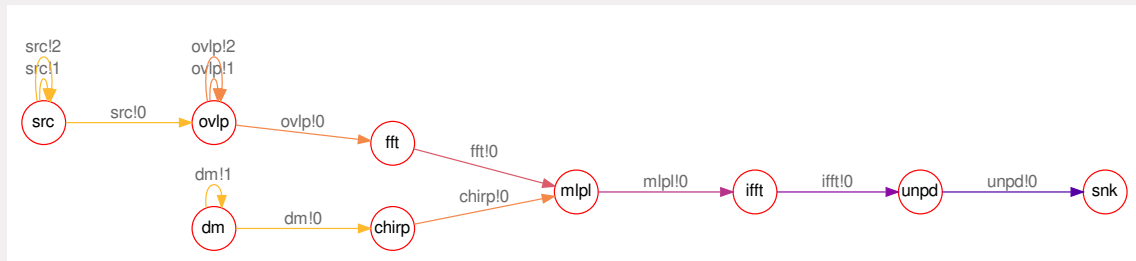 src!2
ovlp!2
src!1
ovlp!1
src
src!0
ovlp
ovlp!0
fft
fft!0
dm!1
dm
dm!0
chirp
chirp!0
mlpl
mlpl!0
ifft
ifft!0
unpd
unpd!0
snk